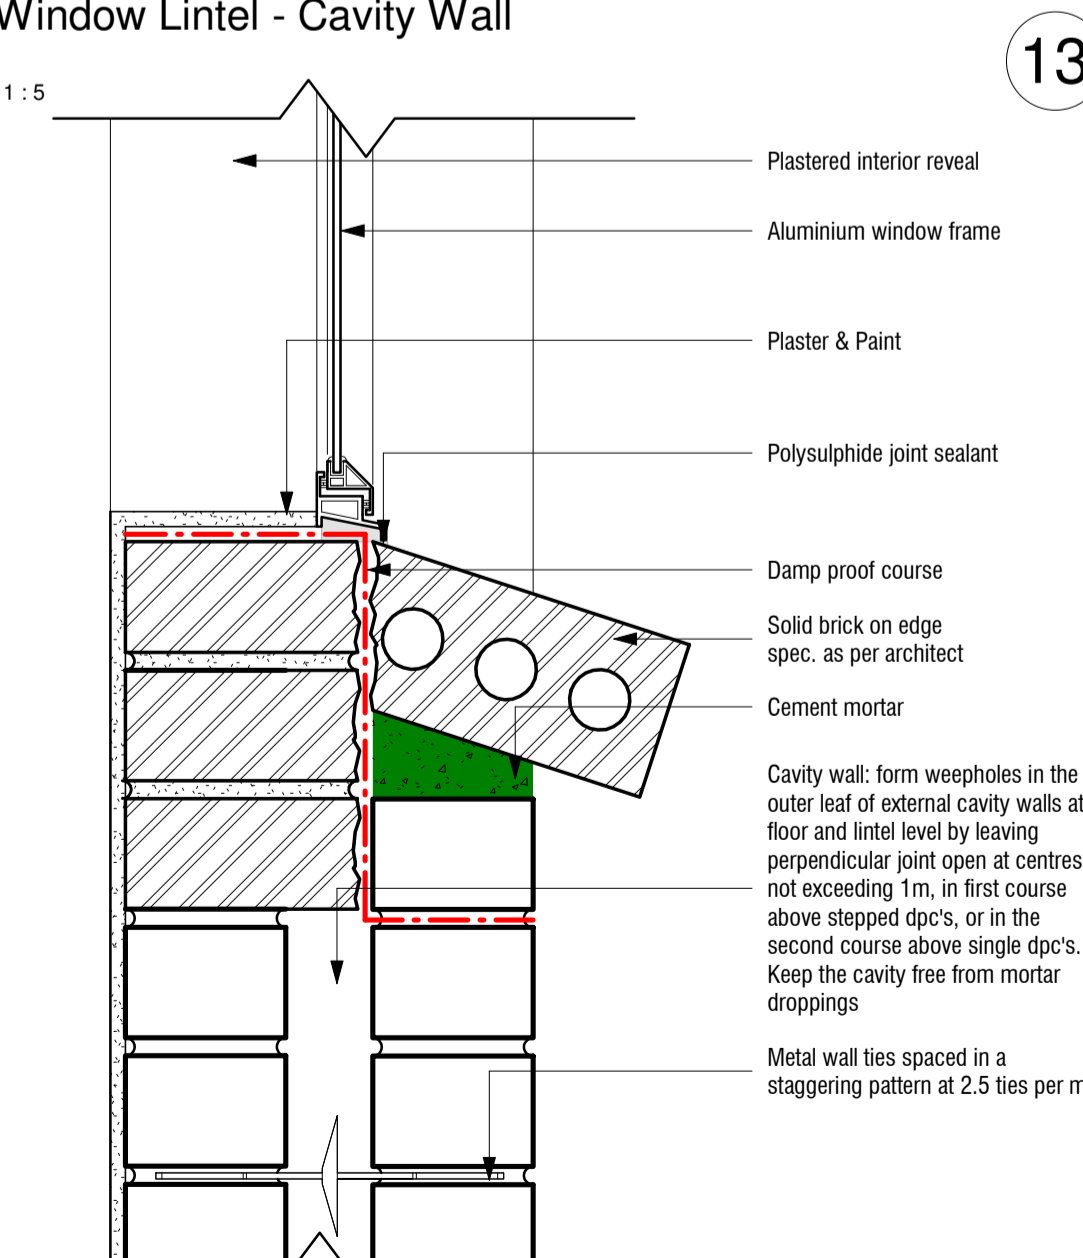 Window Lintel - Cavity Wall
13
1 : 5
Plastered interior reveal
Aluminium window frame
Plaster & Paint
Polysulphide joint sealant
Damp proof course
Solid brick on edge
spec. as per architect
Cement mortar
Cavity wall: form weepholes in the
outer leaf of external cavity walls at
floor and lintel level by leaving
perpendicular joint open at centres
not exceeding 1m, in first course
above stepped dpc's, or in the
second course above single dpc's.
Keep the cavity free from mortar
droppings
Metal wall ties spaced in a
staggering pattern at 2.5 ties per m